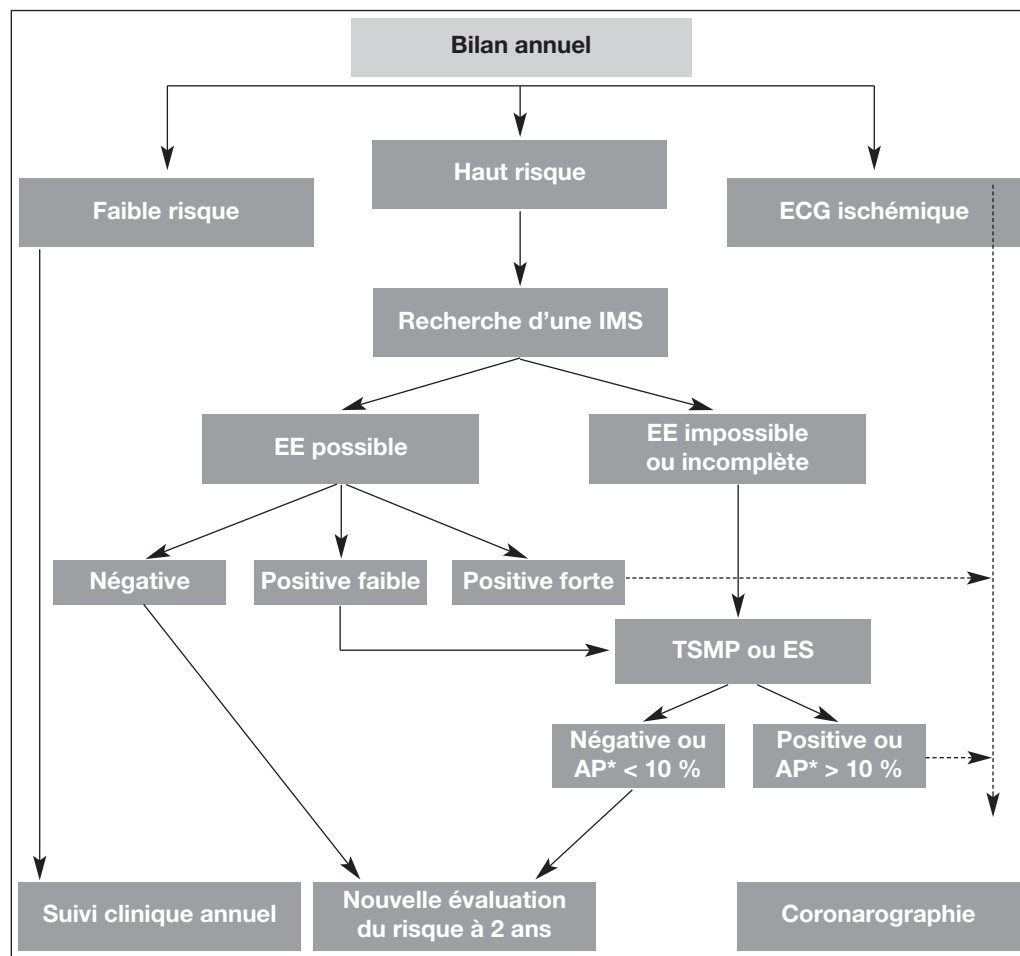 Bilan annuel
Haut risque
Faible risque
ECG ischémique
Recherche d’une IMS
EE possible
EE impossible
ou incomplète
Négative
Positive faible
Positive forte
TSMP ou ES
Négative ou
AP* < 10 %
Positive ou
AP* > 10 %
Suivi clinique annuel
Nouvelle évaluation
du risque à 2 ans
Coronarographie